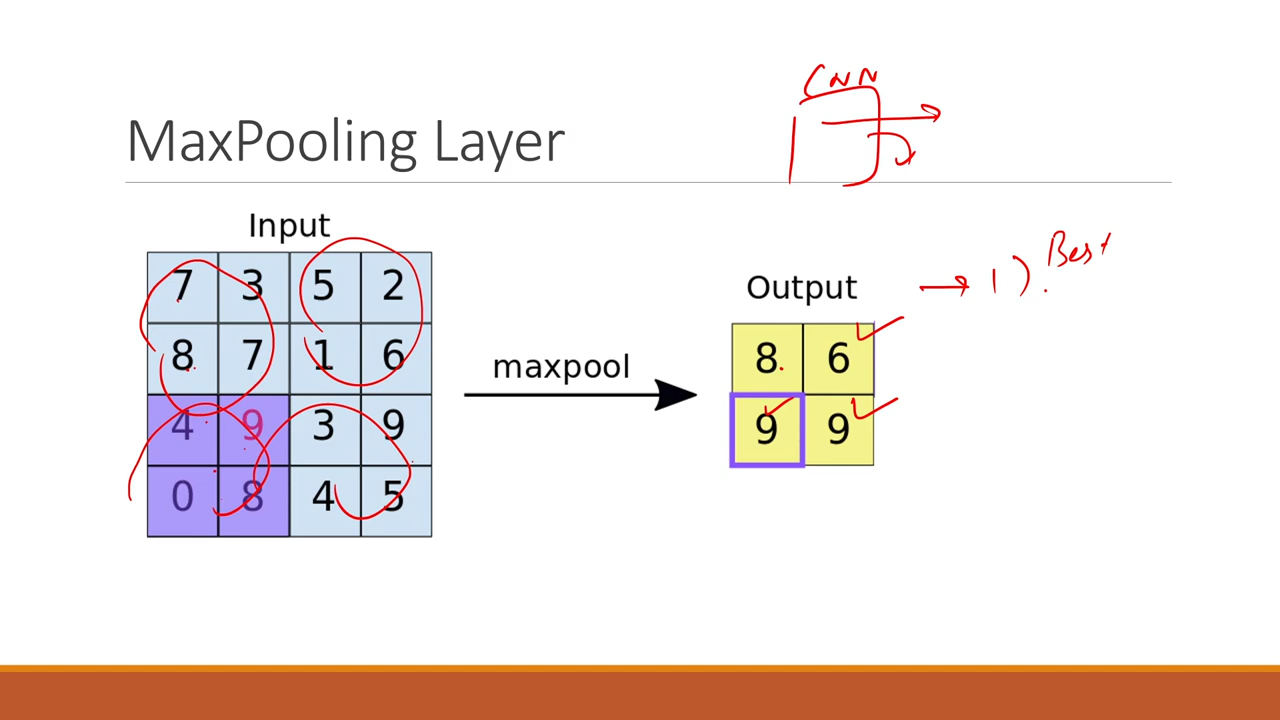 CNN
MaxPooling Layer
Input
7 3 5 2
8 7 1 6
4 9 3 9
0 8 4 5
maxpool
Output
8 6
9 9
→ 1) Best